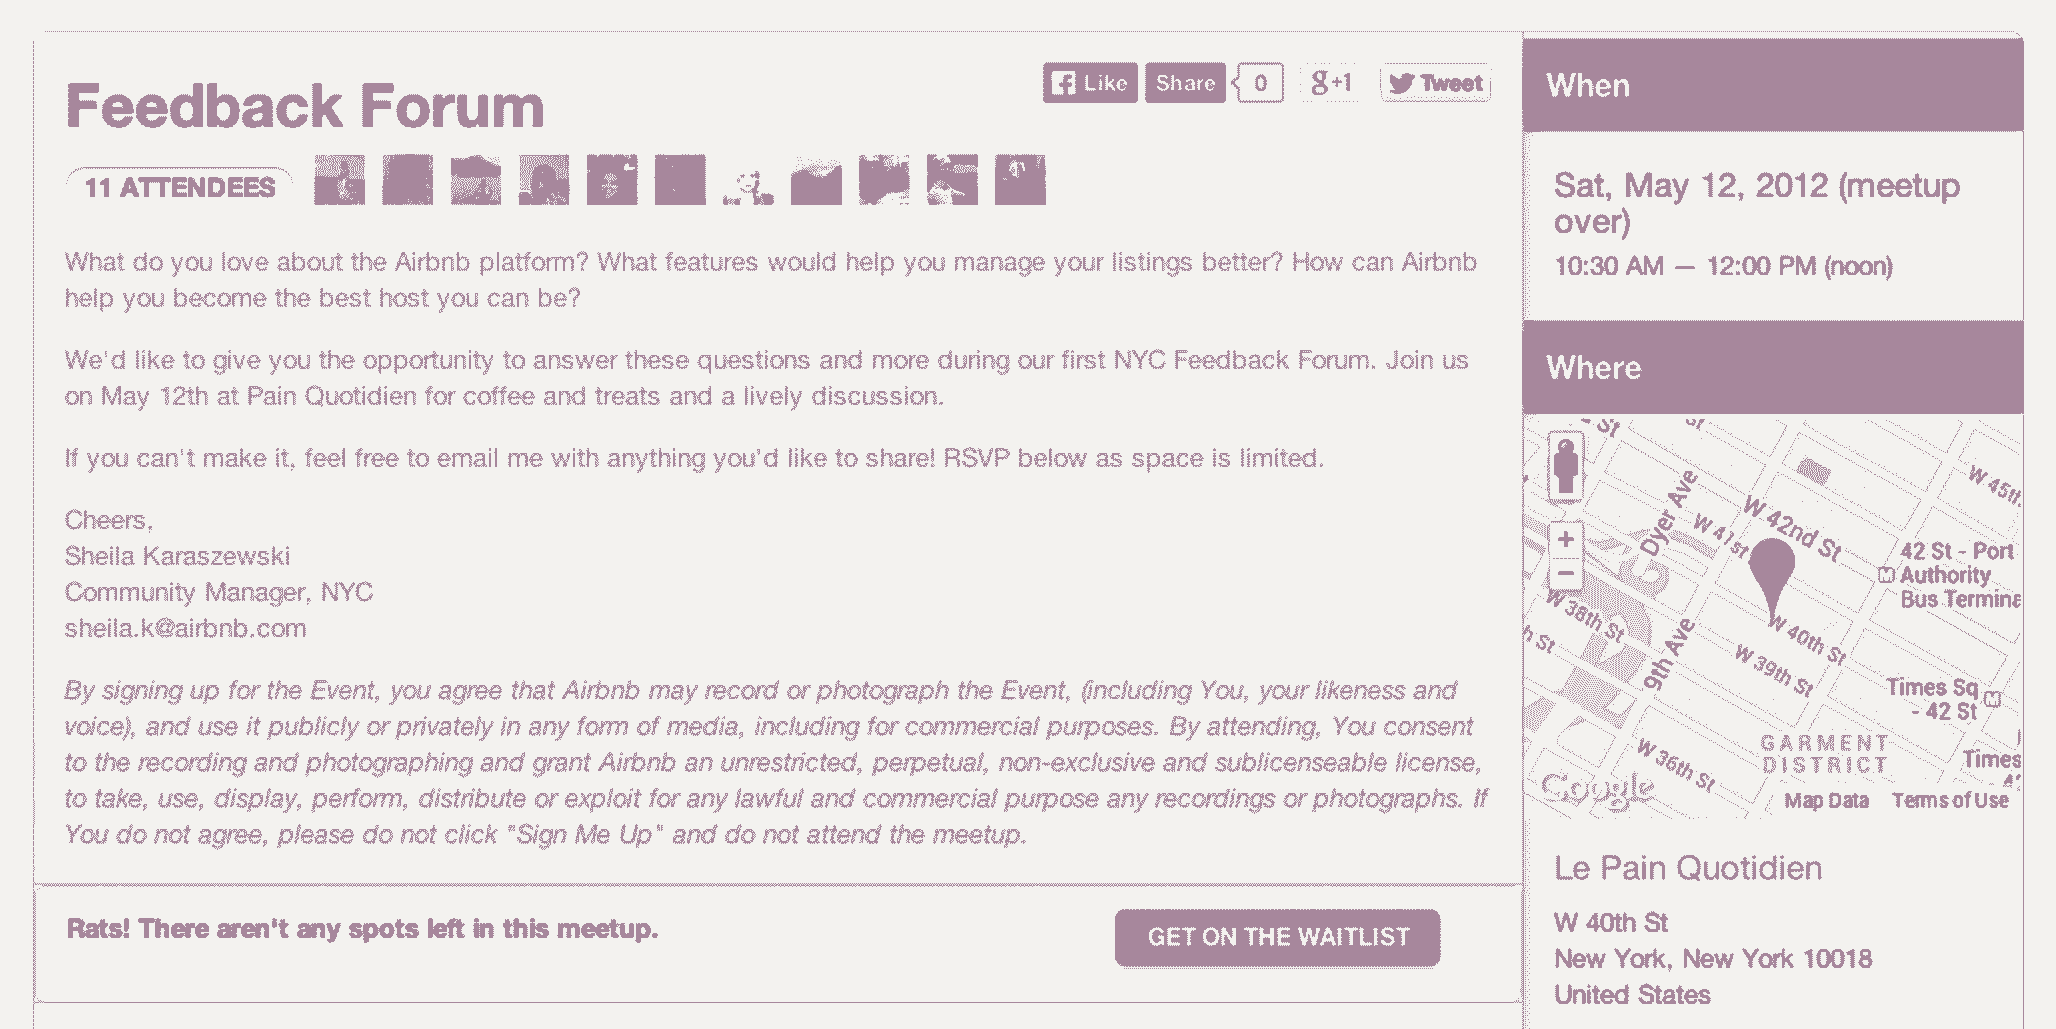 Feedback Forum
Like
Share
0
g+1
Tweet
11 ATTENDEES
What do you love about the Airbnb platform? What features would help you manage your listings better? How can Airbnb
help you become the best host you can be?
We'd like to give you the opportunity to answer these questions and more during our first NYC Feedback Forum. Join us
on May 12th at Pain Quotidien for coffee and treats and a lively discussion.
If you can't make it, feel free to email me with anything you'd like to share! RSVP below as space is limited.
Cheers,
Sheila Karaszewski
Community Manager, NYC
sheila.k@airbnb.com
By signing up for the Event, you agree that Airbnb may record or photograph the Event, (including You, your likeness and
voice), and use it publicly or privately in any form of media, including for commercial purposes. By attending, You consent
to the recording and photographing and grant Airbnb an unrestricted, perpetual, non-exclusive and sublicenseable license,
to take, use, display, perform, distribute or exploit for any lawful and commercial purpose any recordings or photographs. If
You do not agree, please do not click "Sign Me Up" and do not attend the meetup.
Rats! There aren't any spots left in this meetup.
GET ON THE WAITLIST
When
Sat, May 12, 2012 (meetup
over)
10:30 AM — 12:00 PM (noon)
Where
St
St
W 45th
Dyer Ave
W 42nd St
W 41st
+
−
42 St - Port
Authority
Bus Termina
M
W 38th St
h St
9th Ave
W 40th St
W 39th St
Times Sq
- 42 St
M
W 36th St
GARMENT
DISTRICT
Times
Google
Map Data
Terms of Use
Le Pain Quotidien
W 40th St
New York, New York 10018
United States